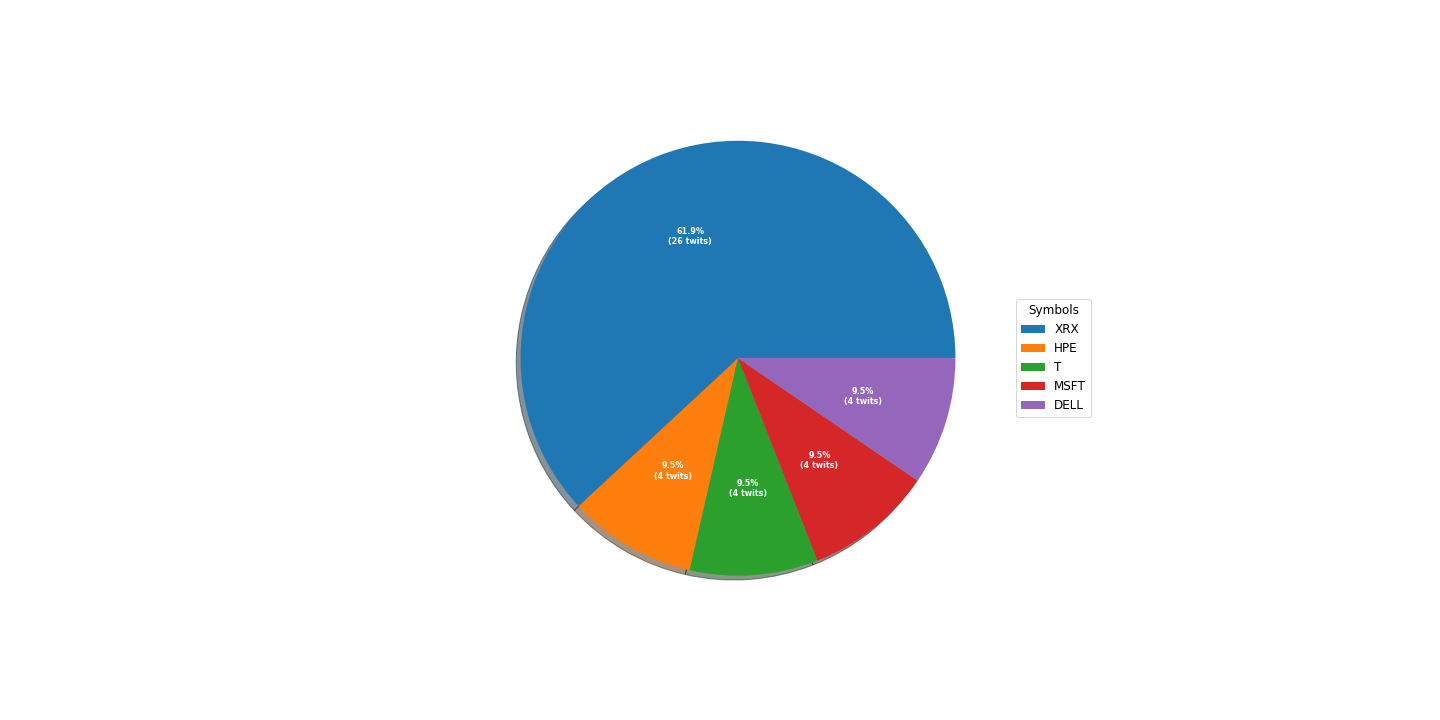 61.9%
(26 twits)
9.5%
(4 twits)
9.5%
(4 twits)
9.5%
(4 twits)
9.5%
(4 twits)
Symbols
XRX
HPE
T
MSFT
DELL